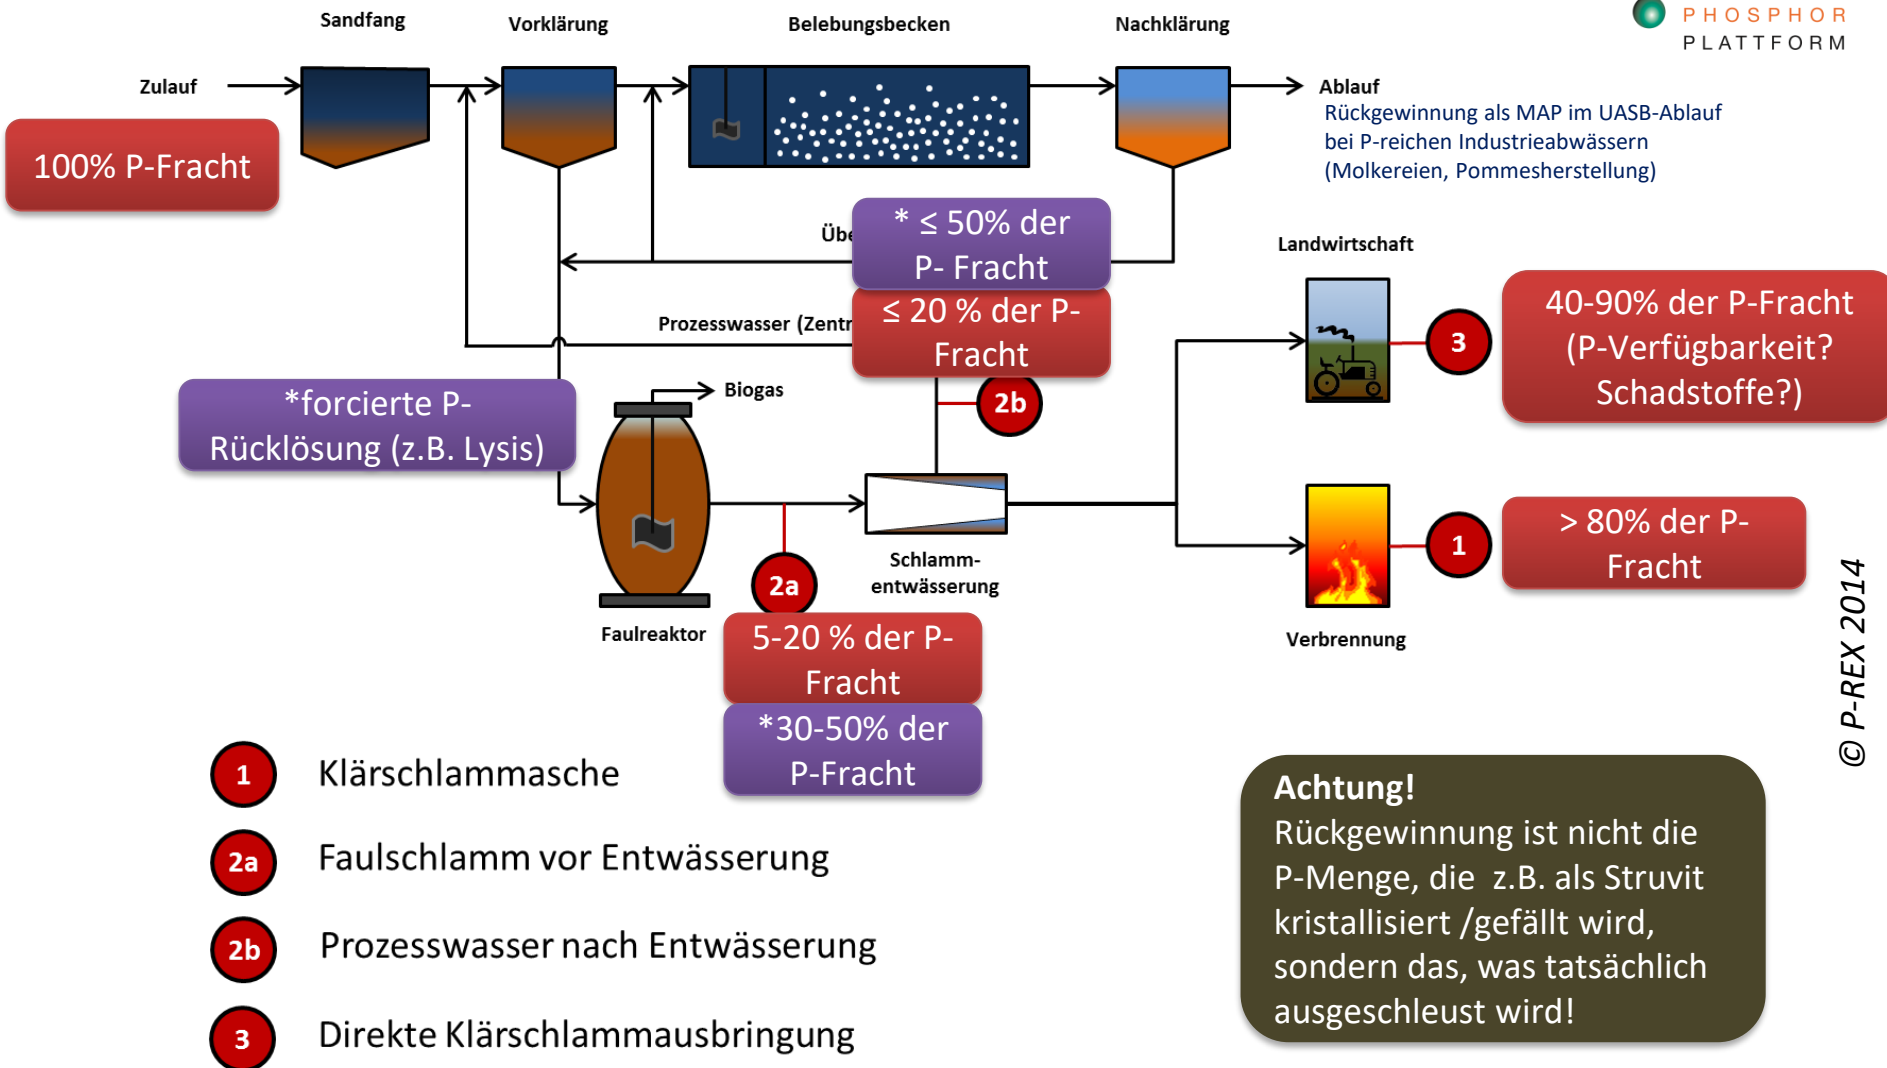 PHOSPHOR
PLATTFORM
Sandfang
Vorklärung
Belebungsbecken
Nachklärung
Zulauf
Ablauf
Rückgewinnung als MAP im UASB-Ablauf
bei P-reichen Industrieabwässern
(Molkereien, Pommesherstellung)
100% P-Fracht
* ≤ 50% der
P- Fracht
≤ 20 % der P-
Fracht
Prozesswasser
Landwirtschaft
3
40-90% der P-Fracht
(P-Verfügbarkeit?
Schadstoffe?)
*forcierte P-
Rücklösung (z.B. Lysis)
Biogas
2b
1
> 80% der P-
Fracht
Schlamm-
entwässerung
2a
Faulreaktor
Verbrennung
5-20 % der P-
Fracht
*30-50% der
P-Fracht
© P-REX 2014
1 Klärschlammasche
2a Faulschlamm vor Entwässerung
2b Prozesswasser nach Entwässerung
3 Direkte Klärschlammausbringung
Achtung!
Rückgewinnung ist nicht die
P-Menge, die z.B. als Struvit
kristallisiert /gefällt wird,
sondern das, was tatsächlich
ausgeschleust wird!